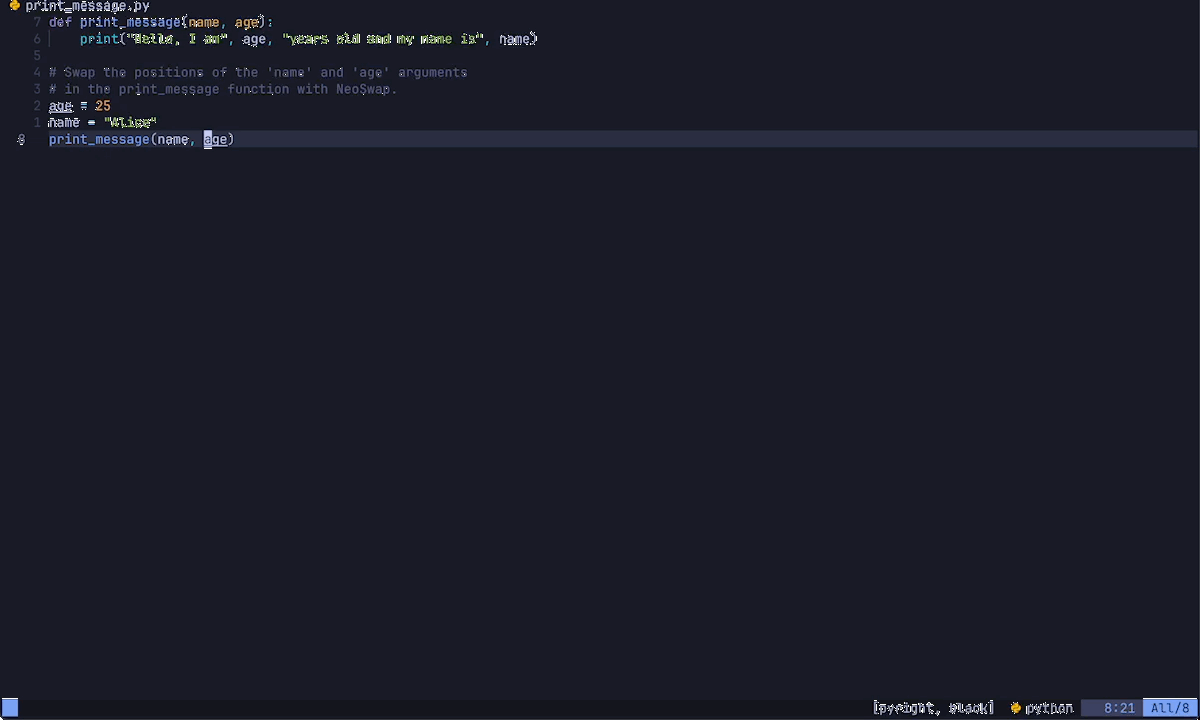 print_message.py
7 def print_message(name, age):
6 print("Hello, I am", age, "years old and my name is", name)
5
4 # Swap the positions of the 'name' and 'age' arguments
3 # in the print_message function with NeoSwap.
2 age = 25
1 name = "Alice"
8 print_message(name, age)
[pyright, black] python 8:21 All/8